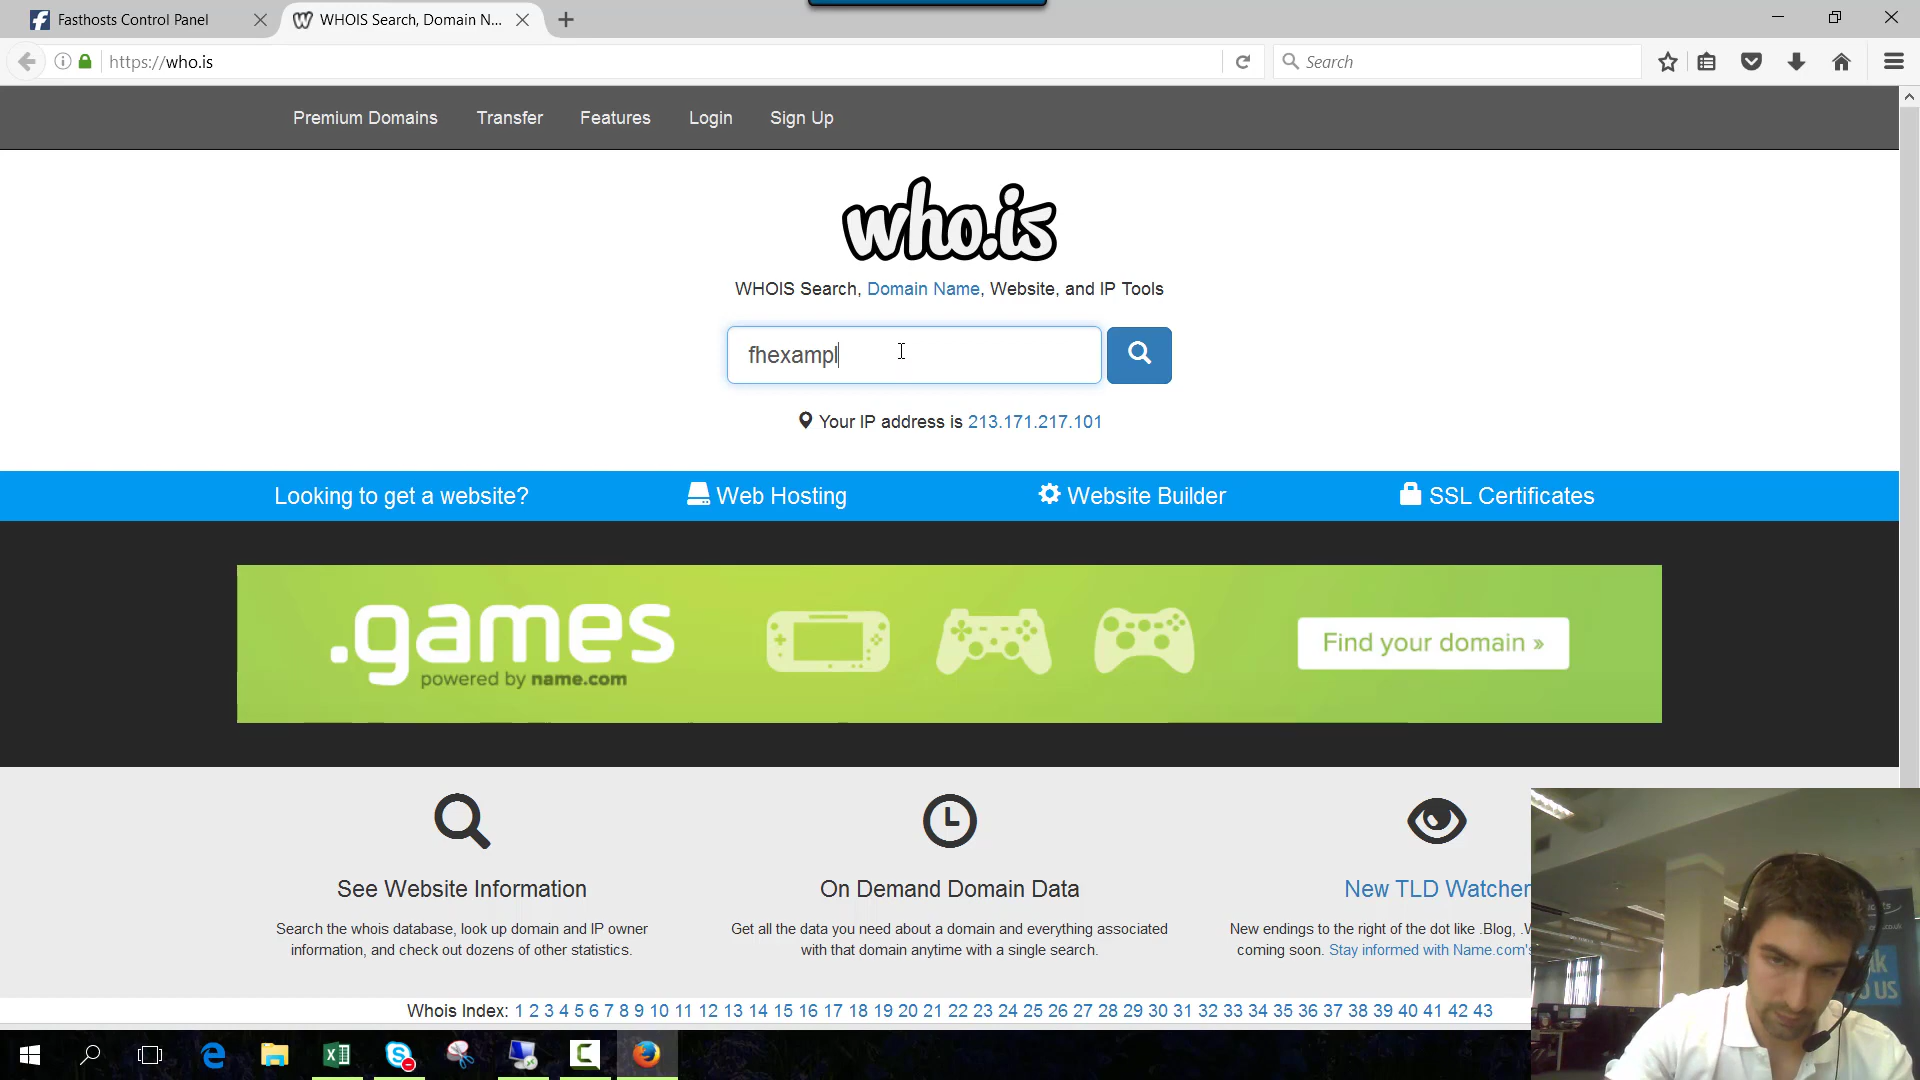 Fasthosts Control Panel
WHOIS Search, Domain N...
https://who.is
Search
Premium Domains
Transfer
Features
Login
Sign Up
who.is
WHOIS Search, Domain Name, Website, and IP Tools
fhexampl
Your IP address is 213.171.217.101
Looking to get a website?
Web Hosting
Website Builder
SSL Certificates
.games
powered by name.com
Find your domain »
See Website Information
Search the whois database, look up domain and IP owner
information, and check out dozens of other statistics.
On Demand Domain Data
Get all the data you need about a domain and everything associated
with that domain anytime with a single search.
New TLD Watcher
New endings to the right of the dot like .Blog,
coming soon. Stay informed with Name.com's
Whois Index: 1 2 3 4 5 6 7 8 9 10 11 12 13 14 15 16 17 18 19 20 21 22 23 24 25 26 27 28 29 30 31 32 33 34 35 36 37 38 39 40 41 42 43